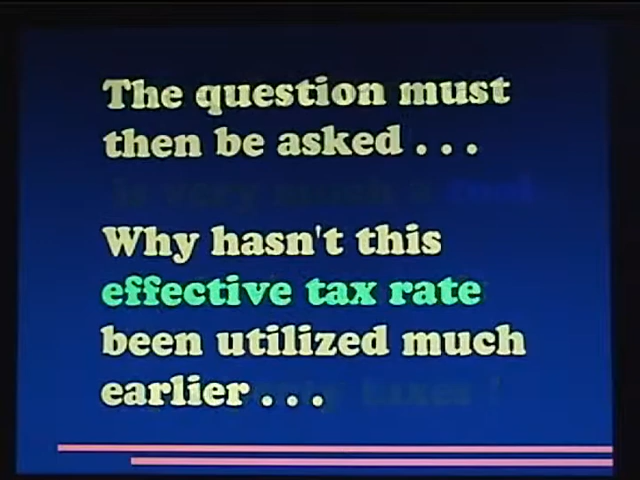 The question must
then be asked . . .
Why hasn't this
effective tax rate
been utilized much
earlier . . .